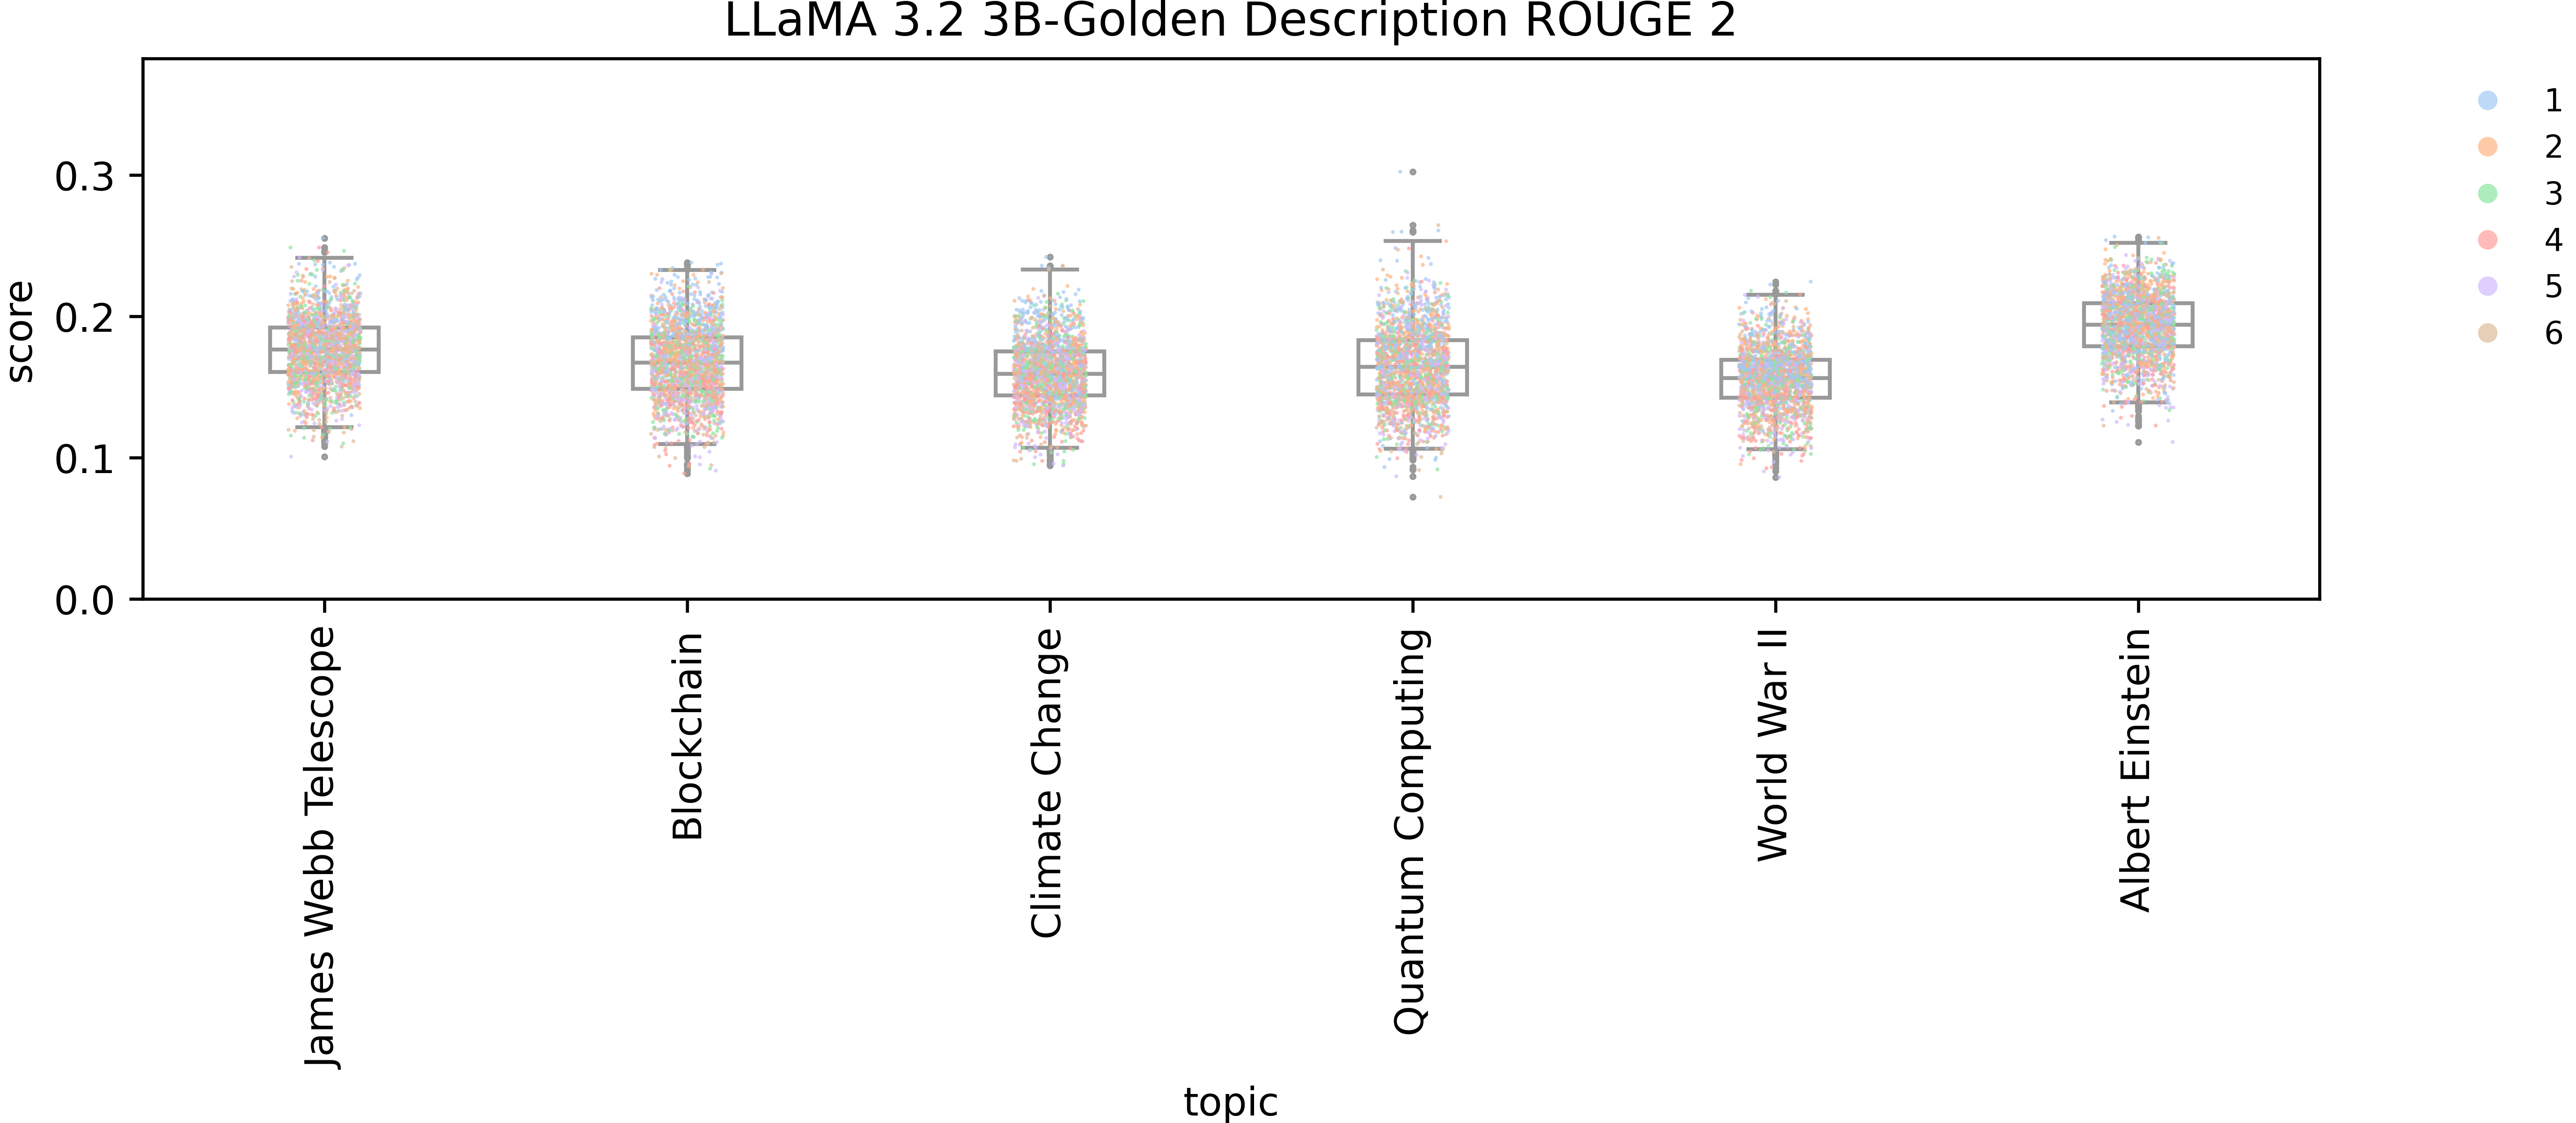 LLaMA 3.2 3B-Golden Description ROUGE 2
score
0.3
0.2
0.1
0.0
James Webb Telescope
Blockchain
Climate Change
Quantum Computing
World War II
Albert Einstein
topic
1
2
3
4
5
6